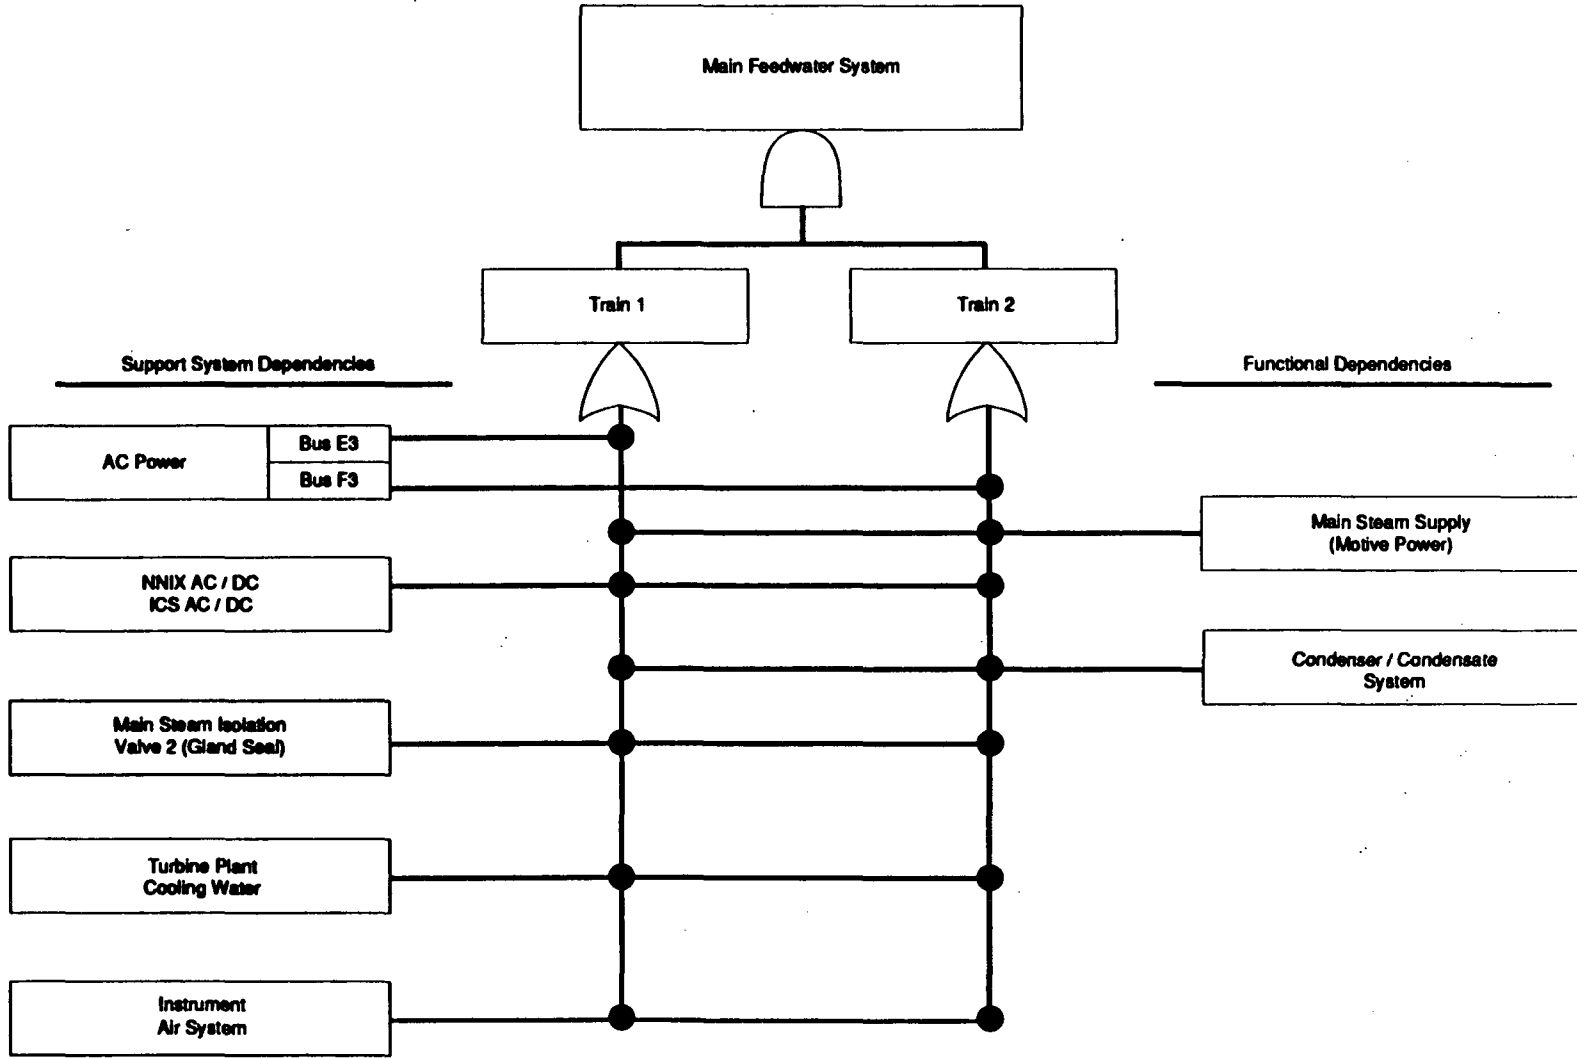 Main Feedwater System
Train 1
Train 2
Support System Dependencies
Functional Dependencies
AC Power
Bus E3
Bus F3
Main Steam Supply
(Motive Power)
NNIX AC / DC
ICS AC / DC
Condenser / Condensate
System
Main Steam Isolation
Valve 2 (Gland Seal)
Turbine Plant
Cooling Water
Instrument
Air System